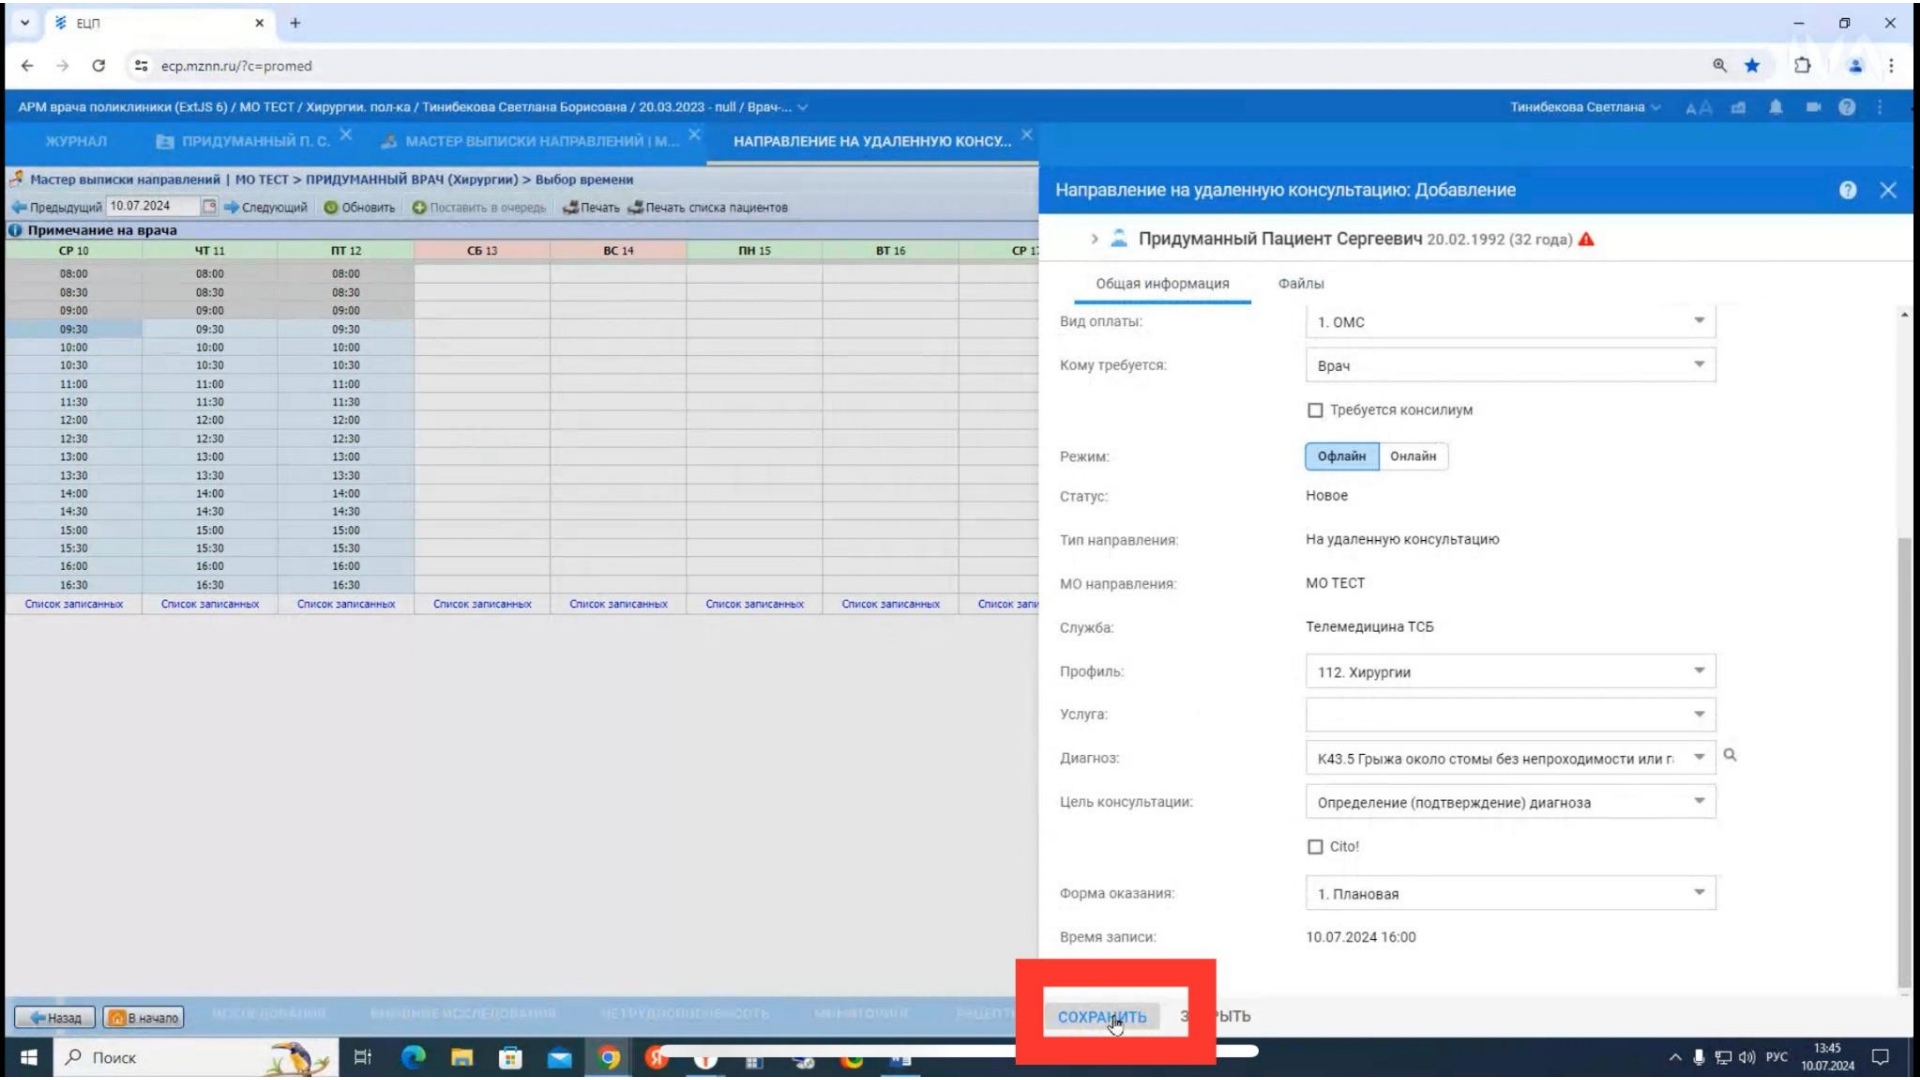 ЕЦП
ecp.mznn.ru/?c=promed
АРМ врача поликлиники (ExtJS 6) / МО ТЕСТ / Хирургии. пол-ка / Тинибекова Светлана Борисовна / 20.03.2023 - null / Врач-...
Тинибекова Светлана
ЖУРНАЛ
ПРИДУМАННЫЙ П. С.
МАСТЕР ВЫПИСКИ НАПРАВЛЕНИЙ | М...
НАПРАВЛЕНИЕ НА УДАЛЕННУЮ КОНСУ...
Мастер выписки направлений | МО ТЕСТ > ПРИДУМАННЫЙ ВРАЧ (Хирургии) > Выбор времени
Предыдущий 10.07.2024 Следующий Обновить Поставить в очередь Печать Печать списка пациентов
Примечание на врача
СР 10 ЧТ 11 ПТ 12 СБ 13 ВС 14 ПН 15 ВТ 16 СР 17
08:00 08:00 08:00
08:30 08:30 08:30
09:00 09:00 09:00
09:30 09:30 09:30
10:00 10:00 10:00
10:30 10:30 10:30
11:00 11:00 11:00
11:30 11:30 11:30
12:00 12:00 12:00
12:30 12:30 12:30
13:00 13:00 13:00
13:30 13:30 13:30
14:00 14:00 14:00
14:30 14:30 14:30
15:00 15:00 15:00
15:30 15:30 15:30
16:00 16:00 16:00
16:30 16:30 16:30
Список записанных Список записанных Список записанных Список записанных Список записанных Список записанных Список записанных Список запи
Назад В начало
Направление на удаленную консультацию: Добавление
Придуманный Пациент Сергеевич 20.02.1992 (32 года)
Общая информация Файлы
Вид оплаты: 1. ОМС
Кому требуется: Врач
Требуется консилиум
Режим: Офлайн Онлайн
Статус: Новое
Тип направления: На удаленную консультацию
МО направления: МО ТЕСТ
Служба: Телемедицина ТСБ
Профиль: 112. Хирургии
Услуга:
Диагноз: K43.5 Грыжа около стомы без непроходимости или г
Цель консультации: Определение (подтверждение) диагноза
Cito!
Форма оказания: 1. Плановая
Время записи: 10.07.2024 16:00
СОХРАНИТЬ З ЫТЬ
Поиск
РУС
13:45
10.07.2024